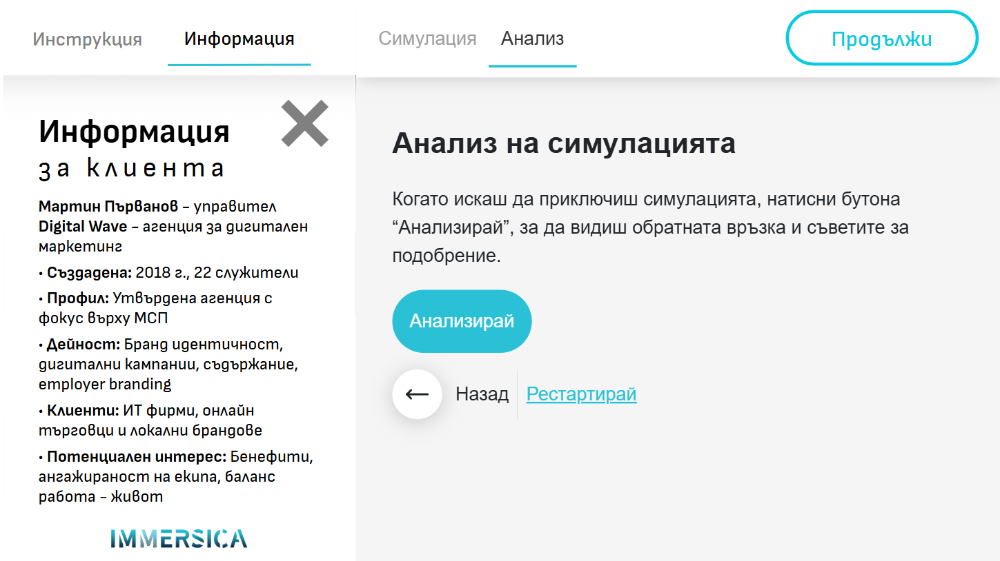 Инструкция
Информация
Симулация
Анализ
Продължи
Информация
за клиента
Мартин Първанов – управител
Digital Wave – агенция за дигитален
маркетинг
• Създадена: 2018 г., 22 служители
• Профил: Утвърдена агенция с
фокус върху МСП
• Дейност: Бранд идентичност,
дигитални кампании, съдържание,
employer branding
• Клиенти: ИТ фирми, онлайн
търговци и локални брандове
• Потенциален интерес: Бенефити,
ангажираност на екипа, баланс
работа – живот
IMMERSICA
Анализ на симулацията
Когато искаш да приключиш симулацията, натисни бутона
“Анализирай”, за да видиш обратната връзка и съветите за
подобрение.
Анализирай
Назад
Рестартирай